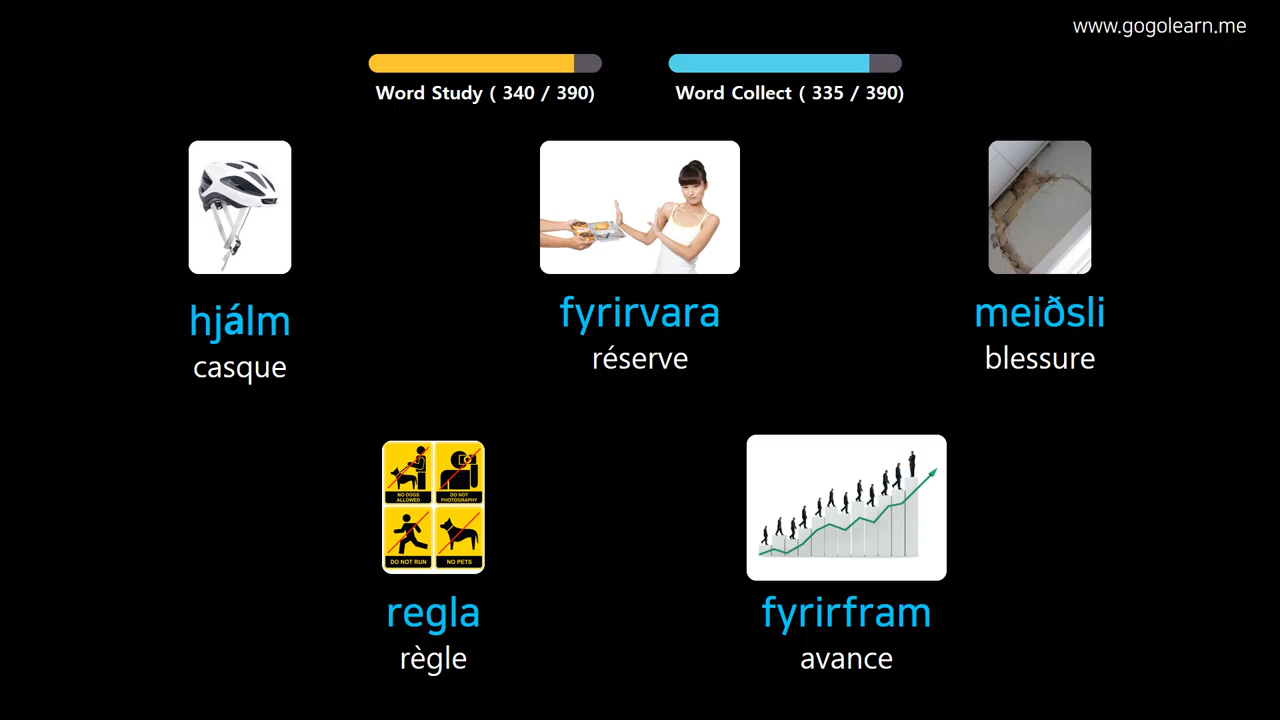 www.gogolearn.me
Word Study ( 340 / 390)
Word Collect ( 335 / 390)
hjálm
casque
fyrirvara
réserve
meiðsli
blessure
NO DOGS
ALLOWED
DO NOT
PHOTOGRAPHY
DO NOT RUN
NO PETS
regla
règle
fyrirfram
avance